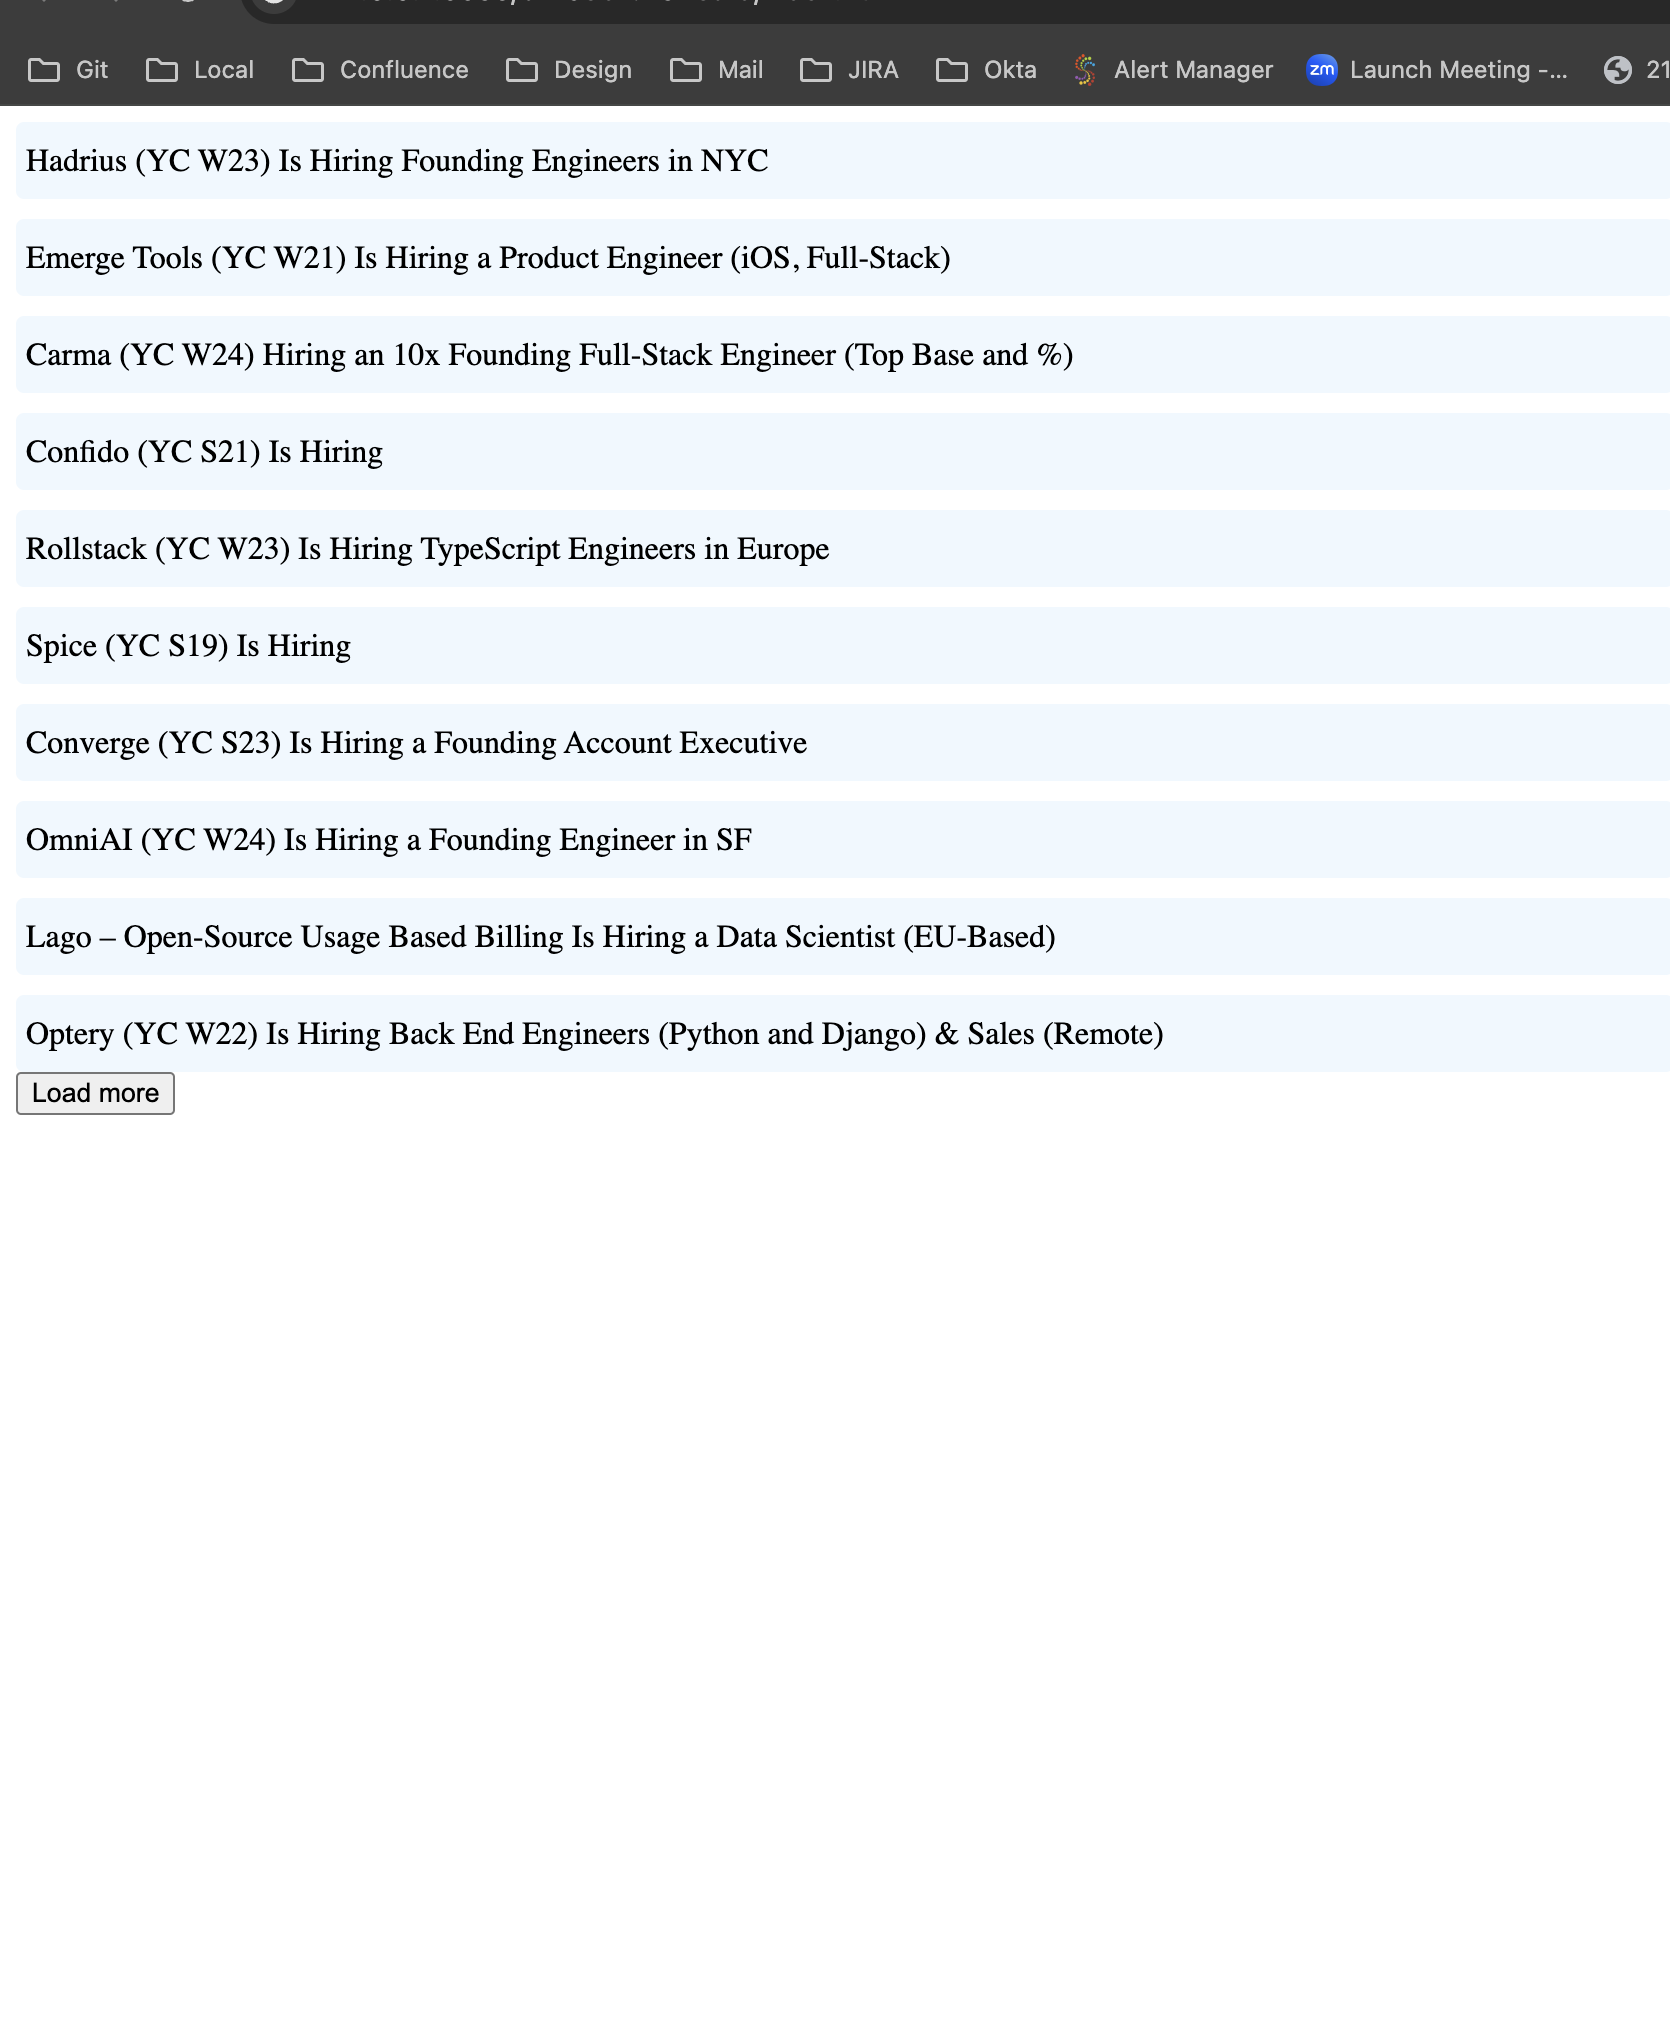 Git Local Confluence Design Mail JIRA Okta Alert Manager zm Launch Meeting -... 21
Hadrius (YC W23) Is Hiring Founding Engineers in NYC
Emerge Tools (YC W21) Is Hiring a Product Engineer (iOS, Full-Stack)
Carma (YC W24) Hiring an 10x Founding Full-Stack Engineer (Top Base and %)
Confido (YC S21) Is Hiring
Rollstack (YC W23) Is Hiring TypeScript Engineers in Europe
Spice (YC S19) Is Hiring
Converge (YC S23) Is Hiring a Founding Account Executive
OmniAI (YC W24) Is Hiring a Founding Engineer in SF
Lago – Open-Source Usage Based Billing Is Hiring a Data Scientist (EU-Based)
Optery (YC W22) Is Hiring Back End Engineers (Python and Django) & Sales (Remote)
Load more